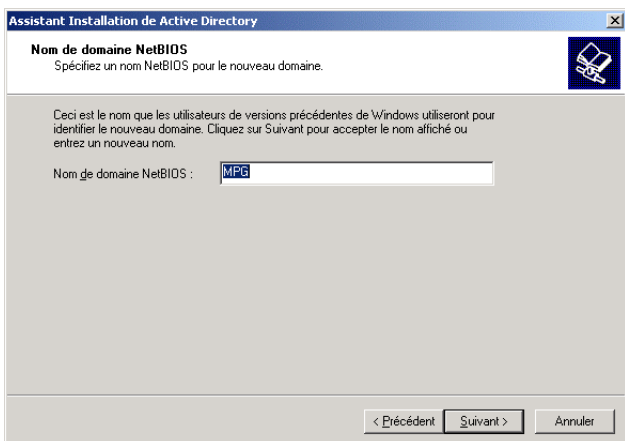 Assistant Installation de Active Directory
Nom de domaine NetBIOS
Spécifiez un nom NetBIOS pour le nouveau domaine.
Ceci est le nom que les utilisateurs de versions précédentes de Windows utiliseront pour
identifier le nouveau domaine. Cliquez sur Suivant pour accepter le nom affiché ou
entrez un nouveau nom.
Nom de domaine NetBIOS : MPG
< Précédent Suivant > Annuler